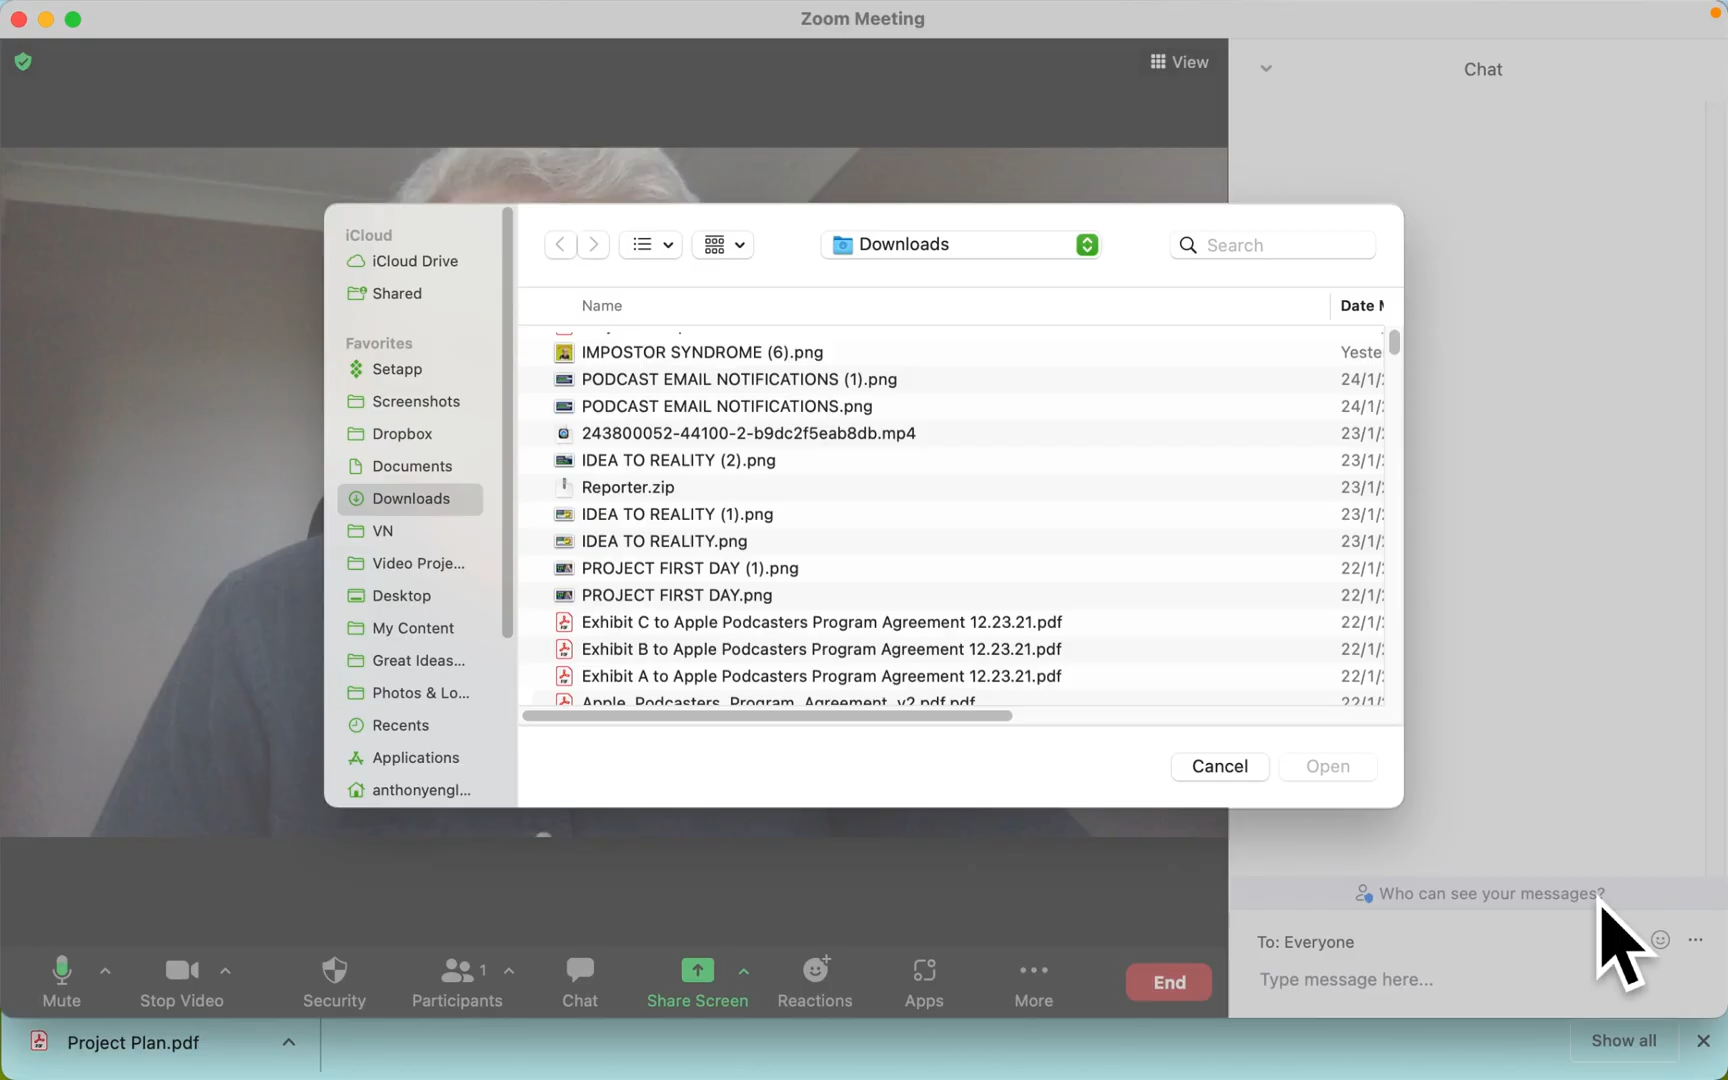 Zoom Meeting
View
Chat
iCloud
iCloud Drive
Shared
Favorites
Setapp
Screenshots
Dropbox
Documents
Downloads
VN
Video Proje...
Desktop
My Content
Great Ideas...
Photos & Lo...
Recents
Applications
anthonyengl...
Downloads
Search
Name
Date M
IMPOSTOR SYNDROME (6).png
Yeste
PODCAST EMAIL NOTIFICATIONS (1).png
24/1/
PODCAST EMAIL NOTIFICATIONS.png
24/1/
243800052-44100-2-b9dc2f5eab8db.mp4
23/1/
IDEA TO REALITY (2).png
23/1/
Reporter.zip
23/1/
IDEA TO REALITY (1).png
23/1/
IDEA TO REALITY.png
23/1/
PROJECT FIRST DAY (1).png
22/1/
PROJECT FIRST DAY.png
22/1/
Exhibit C to Apple Podcasters Program Agreement 12.23.21.pdf
22/1/
Exhibit B to Apple Podcasters Program Agreement 12.23.21.pdf
22/1/
Exhibit A to Apple Podcasters Program Agreement 12.23.21.pdf
22/1/
Apple_Podcasters_Program_Agreement_v2.pdf.pdf
22/1/
Cancel
Open
Who can see your messages?
To: Everyone
Type message here...
Mute
Stop Video
Security
1
Participants
Chat
Share Screen
Reactions
Apps
More
End
Project Plan.pdf
Show all